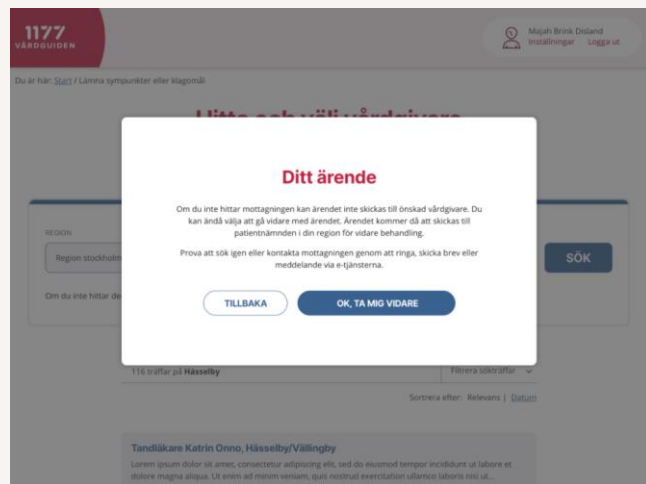 1177
VÅRDGUIDEN
Majah Brink Disland
Inställningar Logga ut
Du är här: Start / Lämna synpunkter eller klagomål
Hitta och välj vårdgivare
Ditt ärende
Om du inte hittar mottagningen kan ärendet inte skickas till önskad vårdgivare. Du
kan ändå välja att gå vidare med ärendet. Ärendet kommer då att skickas till
patientnämnden i din region för vidare behandling.
Prova att sök igen eller kontakta mottagningen genom att ringa, skicka brev eller
meddelande via e-tjänsterna.
TILLBAKA
OK, TA MIG VIDARE
REGION
Region stockholm
SÖK
Om du inte hittar de
116 träffar på Hässelby
Filtrera sökträffar
Sortrera efter: Relevans | Datum
Tandläkare Katrin Onno, Hässelby/Vällingby
Lorem ipsum dolor sit amet, consectetur adipiscing elit, sed do eiusmod tempor incididunt ut labore et
dolore magna aliqua. Ut enim ad minim veniam, quis nostrud exercitation ullamco laboris nisi ut...